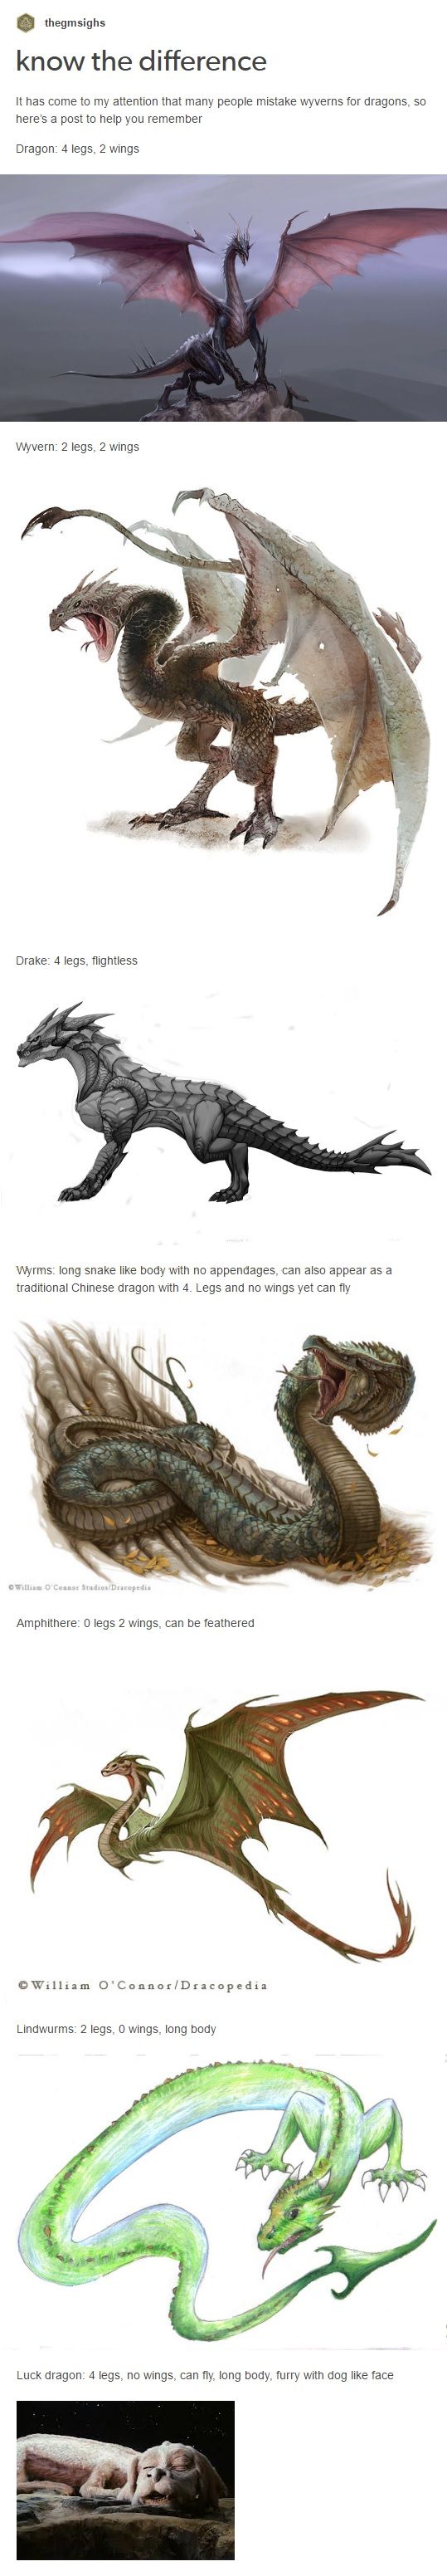 thegmsighs
know the difference
It has come to my attention that many people mistake wyverns for dragons, so
here's a post to help you remember
Dragon: 4 legs, 2 wings
Wyvern: 2 legs, 2 wings
Drake: 4 legs, flightless
Wyrms: long snake like body with no appendages, can also appear as a
traditional Chinese dragon with 4. Legs and no wings yet can fly
©William O'Connor Studios/Dracopedia
Amphithere: 0 legs 2 wings, can be feathered
©William O'Connor/Dracopedia
Lindwurms: 2 legs, 0 wings, long body
Luck dragon: 4 legs, no wings, can fly, long body, furry with dog like face